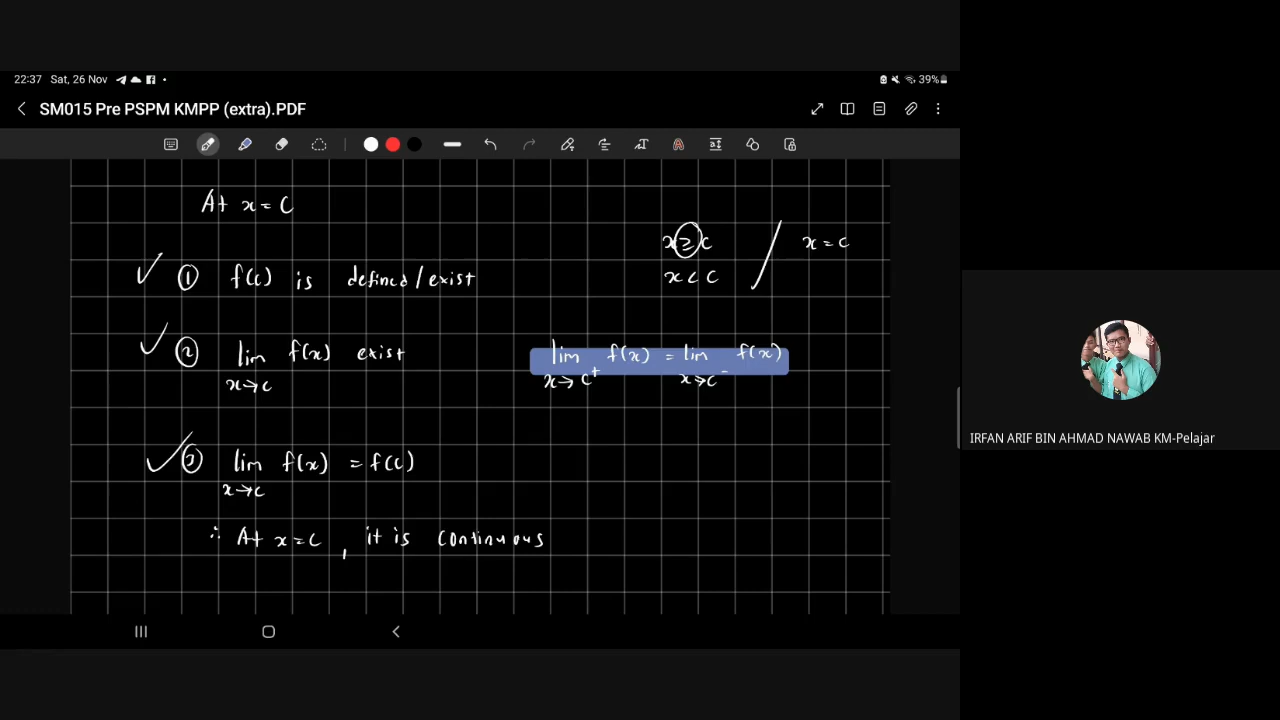 22:37 Sat, 26 Nov
39%
SM015 Pre PSPM KMPP (extra).PDF
At x = c
x ≥ c
x < c
x = c
① f(c) is defined/exist
② lim f(x) exist
x→c
lim f(x) = lim f(x)
x→c⁺ x→c⁻
③ lim f(x) = f(c)
x→c
∴ At x = c, it is continuous
IRFAN ARIF BIN AHMAD NAWAB KM-Pelajar